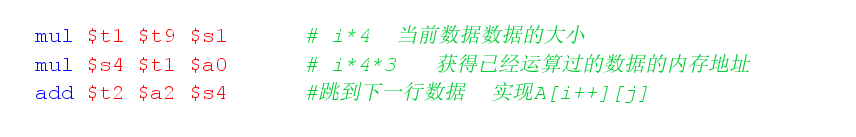 mul $t1 $t9 $s1 # i*4 当前数据数据的大小
mul $s4 $t1 $a0 # i*4*3 获得已经运算过的数据的内存地址
add $t2 $a2 $s4 #跳到下一行数据 实现A[i++][j]